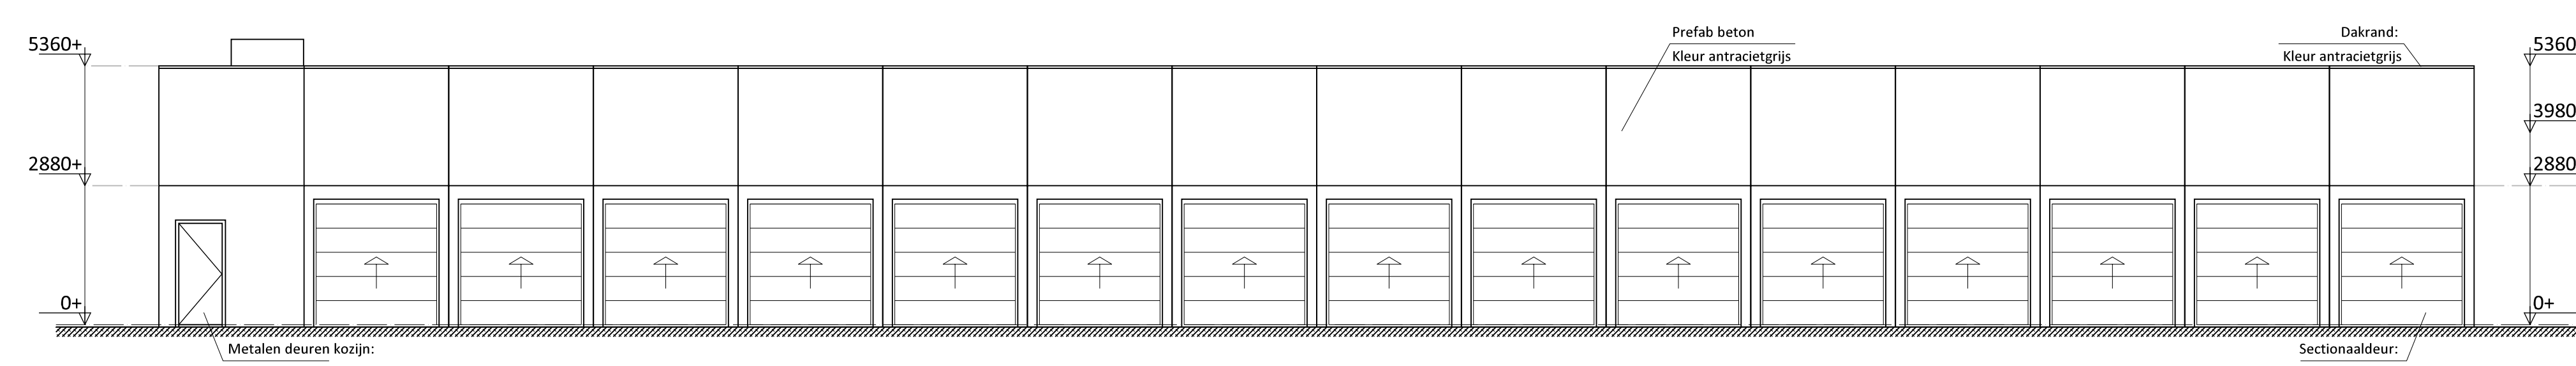 Prefab beton
Kleur antracietgrijs
Dakrand:
Kleur antracietgrijs
5360+
2880+
0+
5360
3980
2880
0+
Metalen deuren kozijn:
Sectionaaldeur: